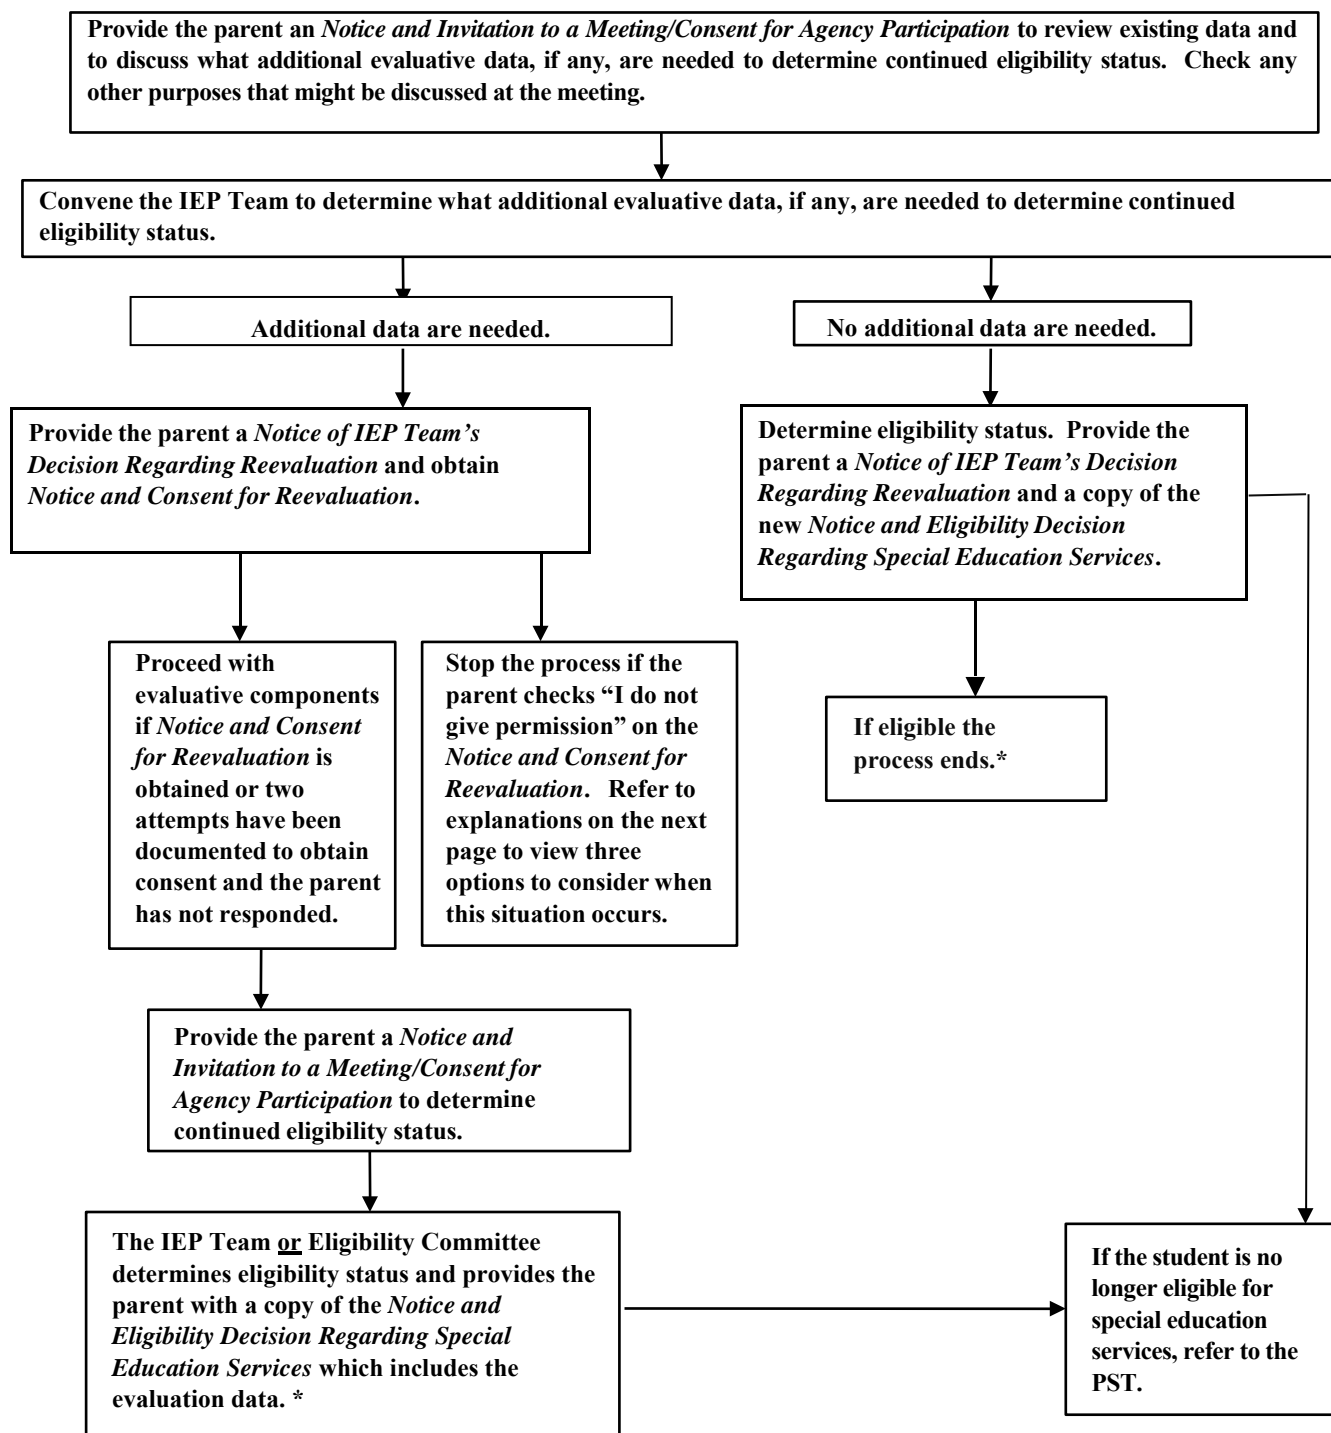 Provide the parent an Notice and Invitation to a Meeting/Consent for Agency Participation to review existing data and
to discuss what additional evaluative data, if any, are needed to determine continued eligibility status. Check any
other purposes that might be discussed at the meeting.
Convene the IEP Team to determine what additional evaluative data, if any, are needed to determine continued
eligibility status.
Additional data are needed.
No additional data are needed.
Provide the parent a Notice of IEP Team’s
Decision Regarding Reevaluation and obtain
Notice and Consent for Reevaluation.
Determine eligibility status. Provide the
parent a Notice of IEP Team’s Decision
Regarding Reevaluation and a copy of the
new Notice and Eligibility Decision
Regarding Special Education Services.
Proceed with
evaluative components
if Notice and Consent
for Reevaluation is
obtained or two
attempts have been
documented to obtain
consent and the parent
has not responded.
Stop the process if the
parent checks “I do not
give permission” on the
Notice and Consent for
Reevaluation. Refer to
explanations on the next
page to view three
options to consider when
this situation occurs.
If eligible the
process ends.*
Provide the parent a Notice and
Invitation to a Meeting/Consent for
Agency Participation to determine
continued eligibility status.
The IEP Team or Eligibility Committee
determines eligibility status and provides the
parent with a copy of the Notice and
Eligibility Decision Regarding Special
Education Services which includes the
evaluation data. *
If the student is no
longer eligible for
special education
services, refer to the
PST.